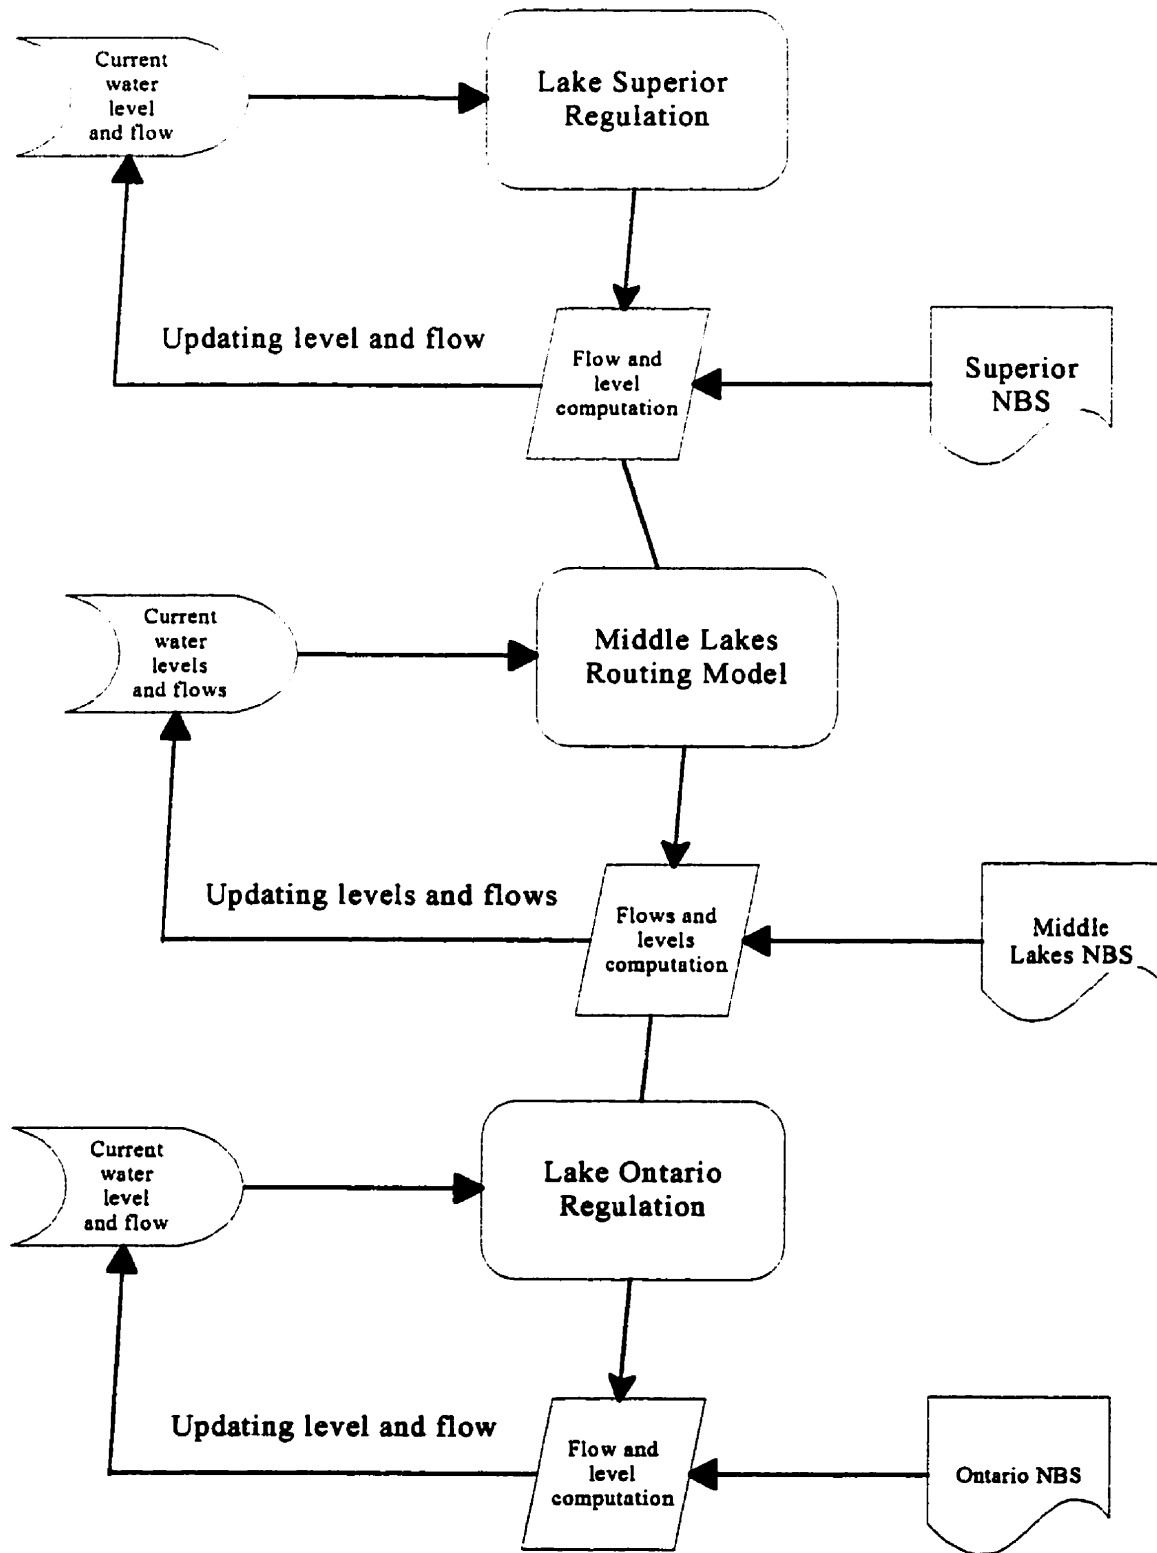 Current
water
level
and flow
Lake Superior
Regulation
Updating level and flow
Flow and
level
computation
Superior
NBS
Current
water
levels
and flows
Middle Lakes
Routing Model
Updating levels and flows
Flows and
levels
computation
Middle
Lakes NBS
Current
water
level
and flow
Lake Ontario
Regulation
Updating level and flow
Flow and
level
computation
Ontario NBS